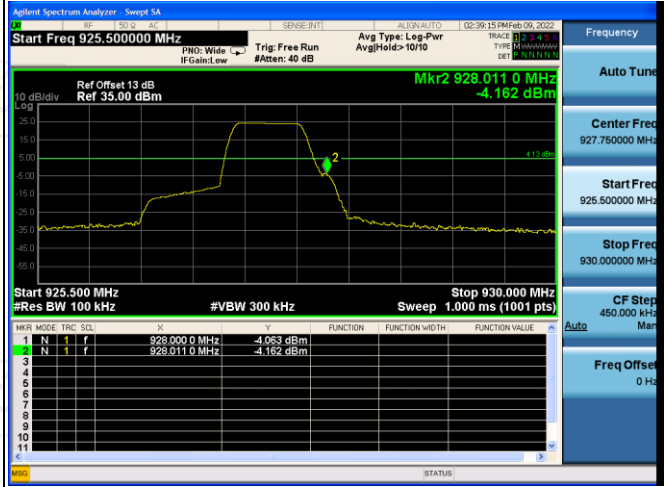 Agilent Spectrum Analyzer - Swept SA
LXI RF 50 Ω AC SENSE:INT ALIGN AUTO 02:39:15 PM Feb 09, 2022
Start Freq 925.500000 MHz
PNO: Wide
IFGain:Low
Trig: Free Run
#Atten: 40 dB
Avg Type: Log-Pwr
Avg|Hold:> 10/10
TRACE 1 2 3 4 5 6
TYPE M
DET P N N N N N
Frequency
Auto Tune
Mkr2 928.011 0 MHz
-4.162 dBm
Ref Offset 13 dB
10 dB/div Ref 35.00 dBm
Log
25.0
15.0
5.00
-5.00
-15.0
-25.0
-35.0
-45.0
-55.0
2
4.13 dBm
Center Freq
927.750000 MHz
Start Freq
925.500000 MHz
Stop Freq
930.000000 MHz
CF Step
450.000 kHz
Auto Man
Freq Offset
0 Hz
Start 925.500 MHz Stop 930.000 MHz
#Res BW 100 kHz #VBW 300 kHz Sweep 1.000 ms (1001 pts)
MKR MODE TRC SCL X Y FUNCTION FUNCTION WIDTH FUNCTION VALUE
1 N 1 f 928.000 0 MHz -4.063 dBm
2 N 1 f 928.011 0 MHz -4.162 dBm
3
4
5
6
7
8
9
10
11
MSG STATUS